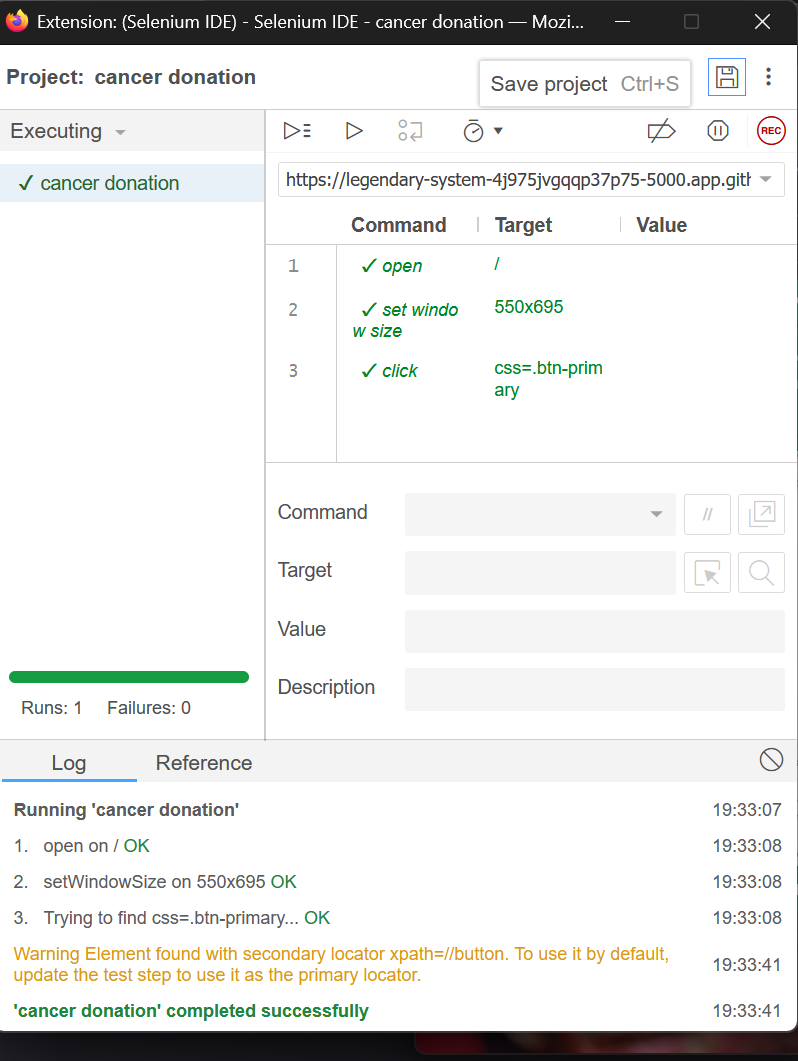 Extension: (Selenium IDE) - Selenium IDE - cancer donation — Mozi...
Project: cancer donation
Save project Ctrl+S
Executing
REC
✓ cancer donation
https://legendary-system-4j975jvgqqp37p75-5000.app.gith
Command Target Value
1 ✓ open /
2 ✓ set windo
w size
550x695
3 ✓ click
css=.btn-prim
ary
Command
//
Target
Value
Description
Runs: 1 Failures: 0
Log Reference
Running 'cancer donation' 19:33:07
1. open on / OK 19:33:08
2. setWindowSize on 550x695 OK 19:33:08
3. Trying to find css=.btn-primary... OK 19:33:08
Warning Element found with secondary locator xpath=//button. To use it by default,
update the test step to use it as the primary locator.
19:33:41
'cancer donation' completed successfully 19:33:41